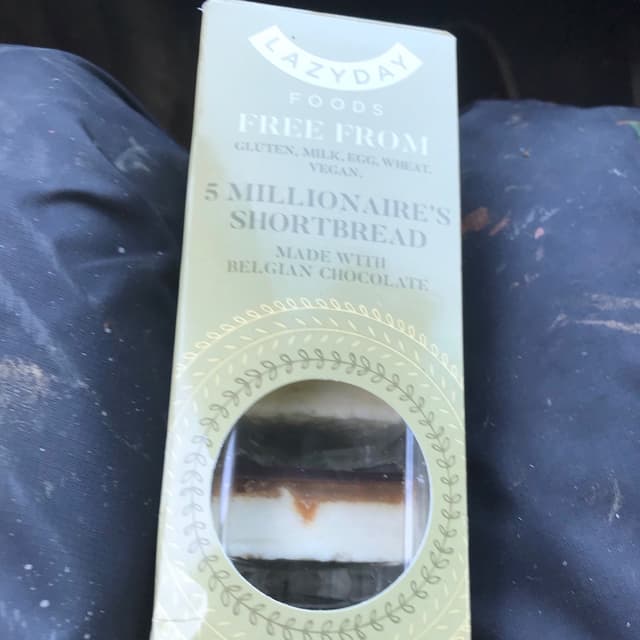 LAZYDAY
FOODS
FREE FROM
GLUTEN, MILK, EGG, WHEAT.
VEGAN.
5 MILLIONAIRE'S
SHORTBREAD
MADE WITH
BELGIAN CHOCOLATE